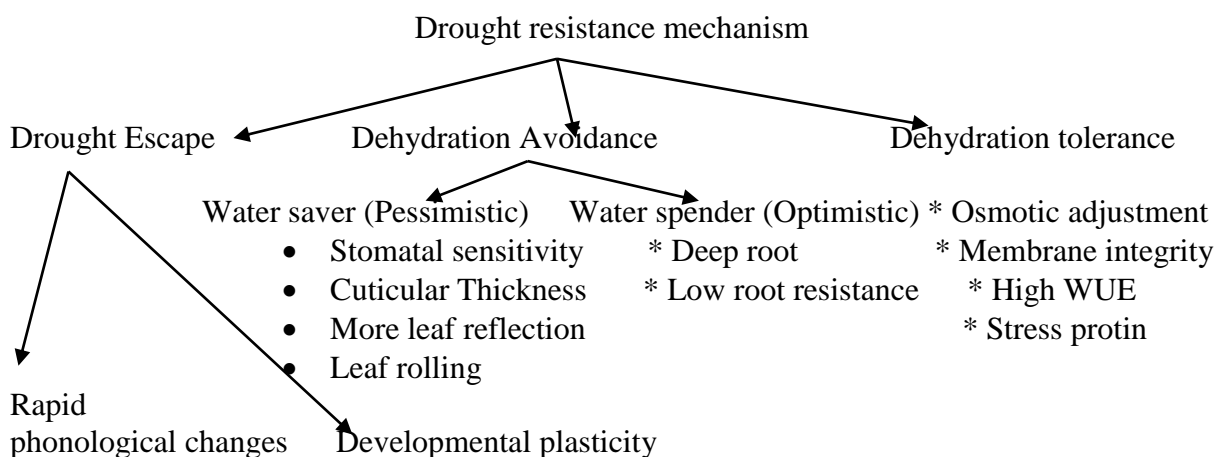 Drought resistance mechanism
Drought Escape Dehydration Avoidance Dehydration tolerance
Water saver (Pessimistic) Water spender (Optimistic) * Osmotic adjustment
• Stomatal sensitivity * Deep root * Membrane integrity
• Cuticular Thickness * Low root resistance * High WUE
• More leaf reflection * Stress protin
• Leaf rolling
Rapid
phonological changes Developmental plasticity